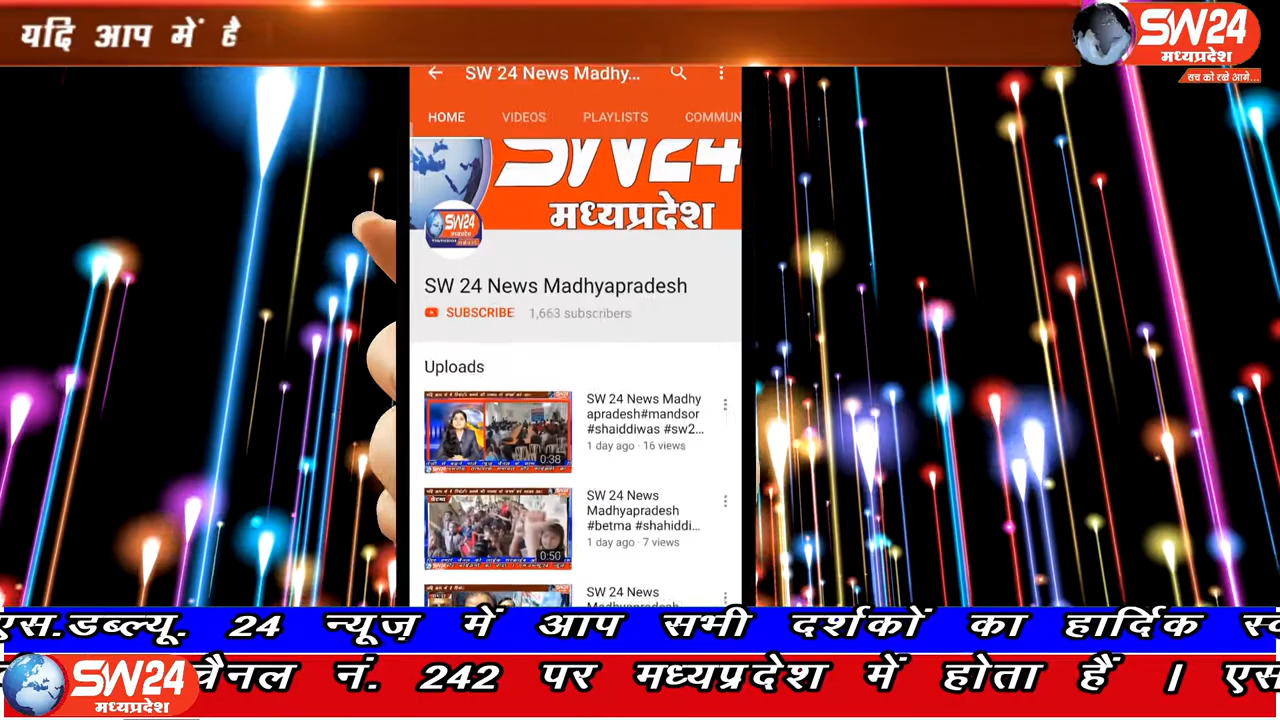 यदि आप में है
SW24
मध्यप्रदेश
सच को रखे आगे...
SW 24 News Madhy...
HOME VIDEOS PLAYLISTS COMMUN
SW24
मध्यप्रदेश
SW24
SW 24 News Madhyapradesh
SUBSCRIBE 1,663 subscribers
Uploads
SW 24 News Madhy
apradesh#mandsor
#shaiddiwas #sw2...
1 day ago · 16 views
0:38
SW 24 News
Madhyapradesh
#betma #shahiddi...
1 day ago · 7 views
0:50
SW 24 News
Madhyapradesh
एस.डब्ल्यू. 24 न्यूज़ में आप सभी दर्शकों का हार्दिक
चैनल नं. 242 पर मध्यप्रदेश में होता हैं । एस
SW24
मध्यप्रदेश